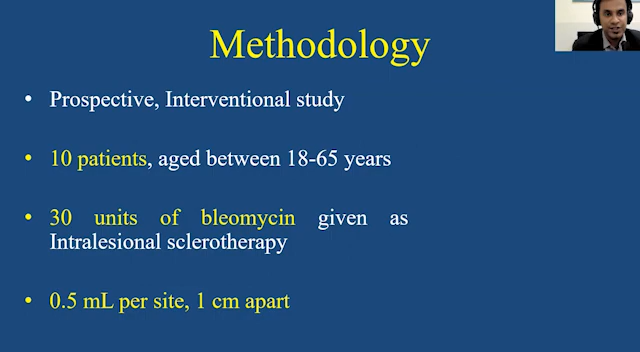 Methodology
• Prospective, Interventional study
• 10 patients, aged between 18-65 years
• 30 units of bleomycin given as
Intralesional sclerotherapy
• 0.5 mL per site, 1 cm apart